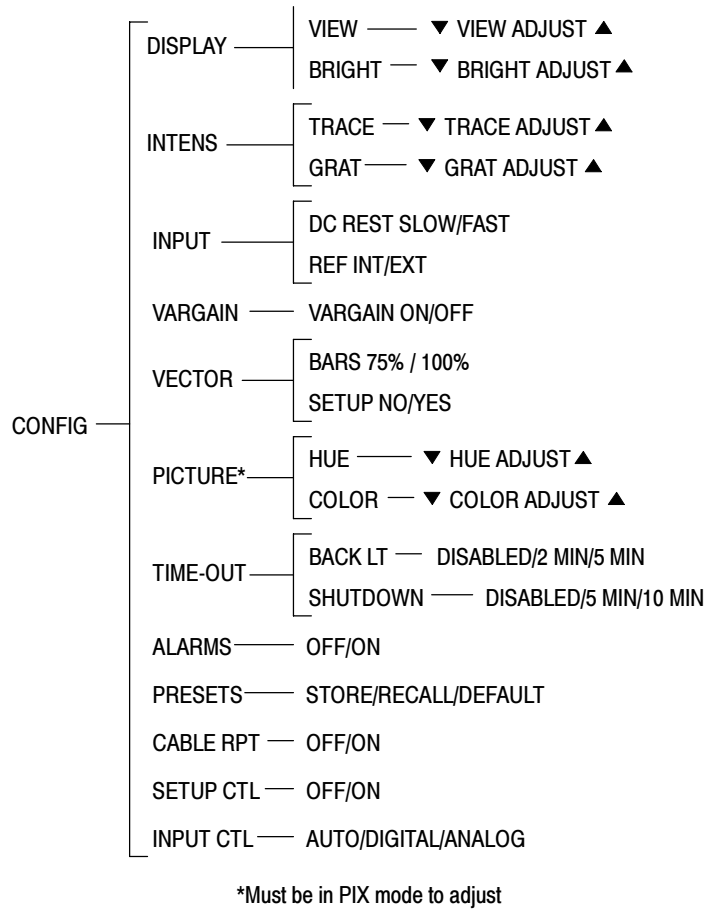 CONFIG
DISPLAY
VIEW ▼ VIEW ADJUST ▲
BRIGHT ▼ BRIGHT ADJUST ▲
INTENS
TRACE ▼ TRACE ADJUST ▲
GRAT ▼ GRAT ADJUST ▲
INPUT
DC REST SLOW/FAST
REF INT/EXT
VARGAIN VARGAIN ON/OFF
VECTOR
BARS 75% / 100%
SETUP NO/YES
PICTURE*
HUE ▼ HUE ADJUST ▲
COLOR ▼ COLOR ADJUST ▲
TIME-OUT
BACK LT DISABLED/2 MIN/5 MIN
SHUTDOWN DISABLED/5 MIN/10 MIN
ALARMS OFF/ON
PRESETS STORE/RECALL/DEFAULT
CABLE RPT OFF/ON
SETUP CTL OFF/ON
INPUT CTL AUTO/DIGITAL/ANALOG
*Must be in PIX mode to adjust